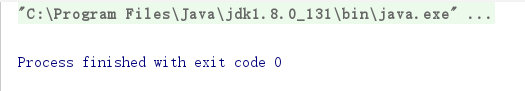 "C:\Program Files\Java\jdk1.8.0_131\bin\java.exe" ...
Process finished with exit code 0